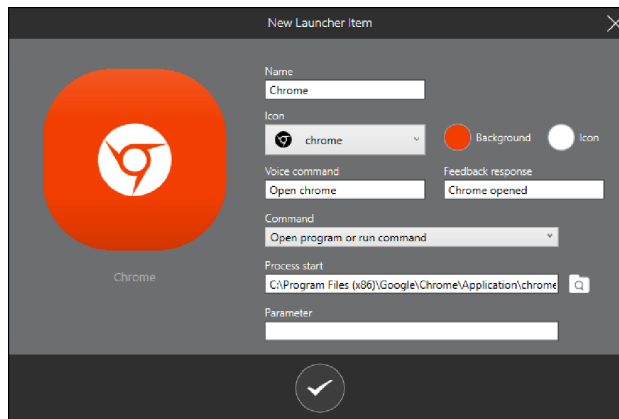 New Launcher Item
Name
Chrome
Icon
chrome
Background
Icon
Voice command
Feedback response
Open chrome
Chrome opened
Command
Open program or run command
Process start
C:\Program Files (x86)\Google\Chrome\Application\chrome
Parameter
Chrome